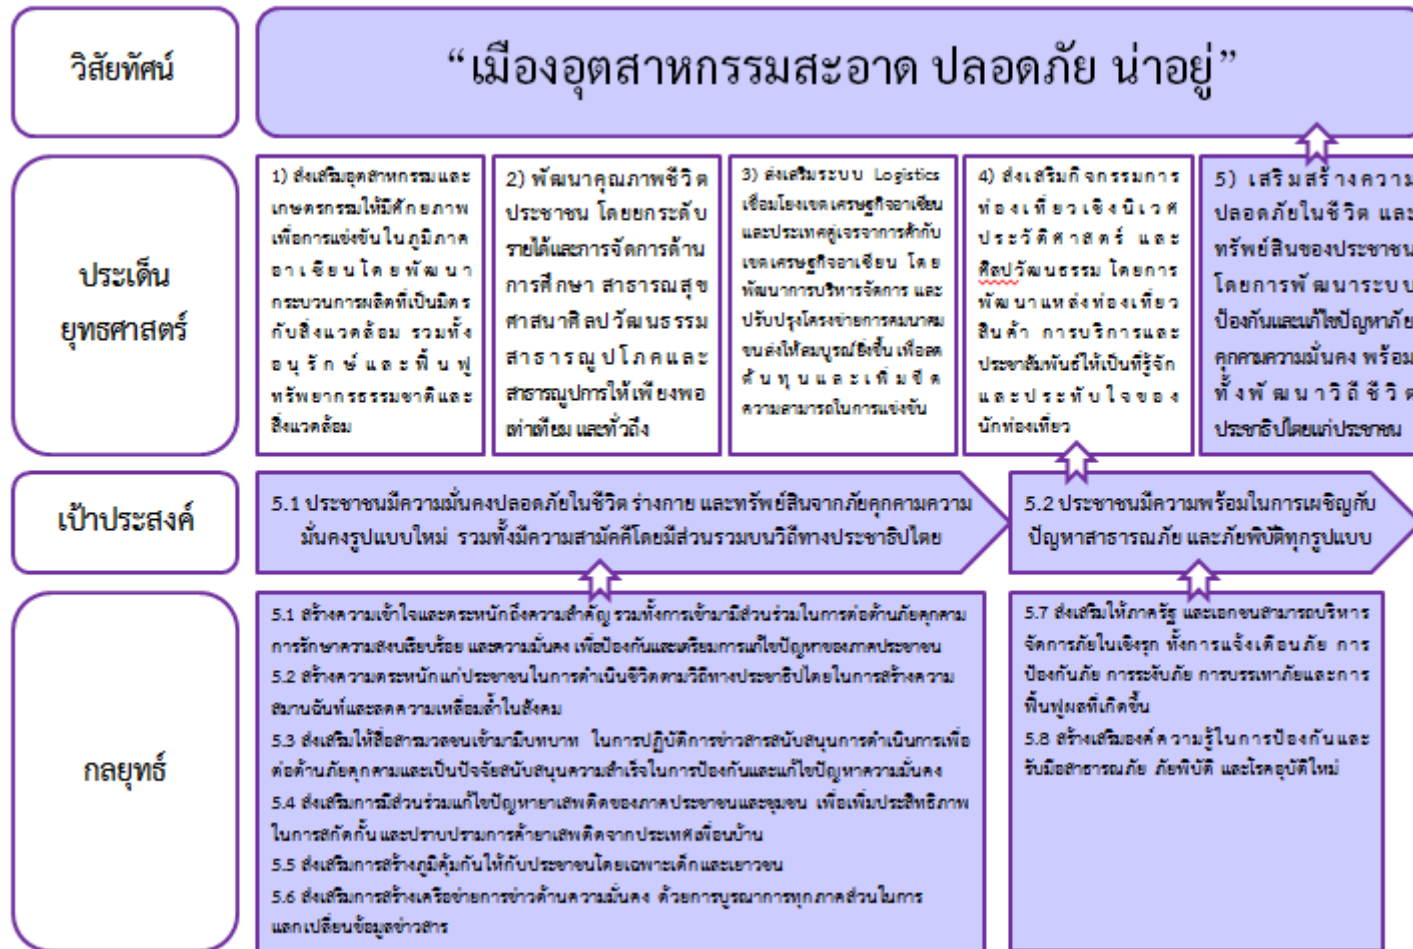 วิสัยทัศน์
“เมืองอุตสาหกรรมสะอาด ปลอดภัย น่าอยู่”
ประเด็น
ยุทธศาสตร์
1) ส่งเสริมอุตสาหกรรมและ
เกษตรกรรมให้มีศักยภาพ
เพื่อการแข่งขันในภูมิภาค
อาเซียนโดยพัฒนา
กระบวนการผลิตที่เป็นมิตร
กับสิ่งแวดล้อม รวมทั้ง
อนุรักษ์และฟื้นฟู
ทรัพยากรธรรมชาติและ
สิ่งแวดล้อม
2) พัฒนาคุณภาพชีวิต
ประชาชน โดยยกระดับ
รายได้และการจัดการด้าน
การศึกษา สาธารณสุข
ศาสนาศิลปวัฒนธรรม
สาธารณูปโภคและ
สาธารณูปการให้เพียงพอ
เท่าเทียม และทั่วถึง
3) ส่งเสริมระบบ Logistics
เชื่อมโยงเขตเศรษฐกิจอาเซียน
และประเทศคู่เจรจาการค้ากับ
เขตเศรษฐกิจอาเซียน โดย
พัฒนาการบริหารจัดการ และ
ปรับปรุงโครงข่ายการคมนาคม
ขนส่งให้สมบูรณ์ยิ่งขึ้น เพื่อลด
ต้นทุนและเพิ่มขีด
ความสามารถในการแข่งขัน
4) ส่งเสริมกิจกรรมการ
ท่องเที่ยวเชิงนิเวศ
ประวัติศาสตร์ และ
ศิลปวัฒนธรรม โดยการ
พัฒนาแหล่งท่องเที่ยว
สินค้า การบริการและ
ประชาสัมพันธ์ให้เป็นที่รู้จัก
และประทับใจของ
นักท่องเที่ยว
5) เสริมสร้างความ
ปลอดภัยในชีวิต และ
ทรัพย์สินของประชาชน
โดยการพัฒนาระบบ
ป้องกันและแก้ไขปัญหาภัย
คุกคามความมั่นคง พร้อม
ทั้งพัฒนาวิถีชีวิต
ประชาธิปไตยแก่ประชาชน
เป้าประสงค์
5.1 ประชาชนมีความมั่นคงปลอดภัยในชีวิต ร่างกาย และทรัพย์สินจากภัยคุกคามความ
มั่นคงรูปแบบใหม่ รวมทั้งมีความสามัคคีโดยมีส่วนรวมบนวิถีทางประชาธิปไตย
5.2 ประชาชนมีความพร้อมในการเผชิญกับ
ปัญหาสาธารณภัย และภัยพิบัติทุกรูปแบบ
กลยุทธ์
5.1 สร้างความเข้าใจและตระหนักถึงความสำคัญ รวมทั้งการเข้ามามีส่วนร่วมในการต่อต้านภัยคุกคาม
การรักษาความสงบเรียบร้อย และความมั่นคง เพื่อป้องกันและเตรียมการแก้ไขปัญหาของภาคประชาชน
5.2 สร้างความตระหนักแก่ประชาชนในการดำเนินชีวิตตามวิถีทางประชาธิปไตยในการสร้างความ
สมานฉันท์และลดความเหลื่อมล้ำในสังคม
5.3 ส่งเสริมให้สื่อสารมวลชนเข้ามามีบทบาท ในการปฏิบัติการข่าวสารสนับสนุนการดำเนินการเพื่อ
ต่อต้านภัยคุกคามและเป็นปัจจัยสนับสนุนความสำเร็จในการป้องกันและแก้ไขปัญหาความมั่นคง
5.4 ส่งเสริมการมีส่วนร่วมแก้ไขปัญหายาเสพติดของภาคประชาชนและชุมชน เพื่อเพิ่มประสิทธิภาพ
ในการสกัดกั้น และปราบปรามการค้ายาเสพติดจากประเทศเพื่อนบ้าน
5.5 ส่งเสริมการสร้างภูมิคุ้มกันให้กับประชาชนโดยเฉพาะเด็กและเยาวชน
5.6 ส่งเสริมการสร้างเครือข่ายการข่าวด้านความมั่นคง ด้วยการบูรณาการทุกภาคส่วนในการ
แลกเปลี่ยนข้อมูลข่าวสาร
5.7 ส่งเสริมให้ภาครัฐ และเอกชนสามารถบริหาร
จัดการภัยในเชิงรุก ทั้งการแจ้งเตือนภัย การ
ป้องกันภัย การระงับภัย การบรรเทาภัยและการ
ฟื้นฟูผลที่เกิดขึ้น
5.8 สร้างเสริมองค์ความรู้ในการป้องกันและ
รับมือสาธารณภัย ภัยพิบัติ และโรคอุบัติใหม่